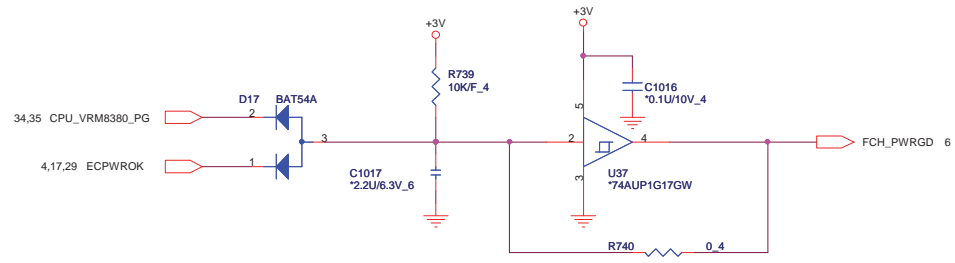 +3V
+3V
R739
10K/F_4
C1016
*0.1U/10V_4
D17 BAT54A
34,35 CPU_VRM8380_PG
2
5
3
2
4
FCH_PWRGD 6
4,17,29 ECPWROK
1
C1017
*2.2U/6.3V_6
3
U37
*74AUP1G17GW
R740 0_4